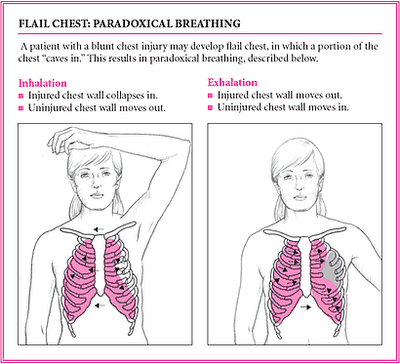 FLAIL CHEST: PARADOXICAL BREATHING
A patient with a blunt chest injury may develop flail chest, in which a portion of the
chest “caves in.” This results in paradoxical breathing, described below.
Inhalation
■ Injured chest wall collapses in.
■ Uninjured chest wall moves out.
Exhalation
■ Injured chest wall moves out.
■ Uninjured chest wall moves in.